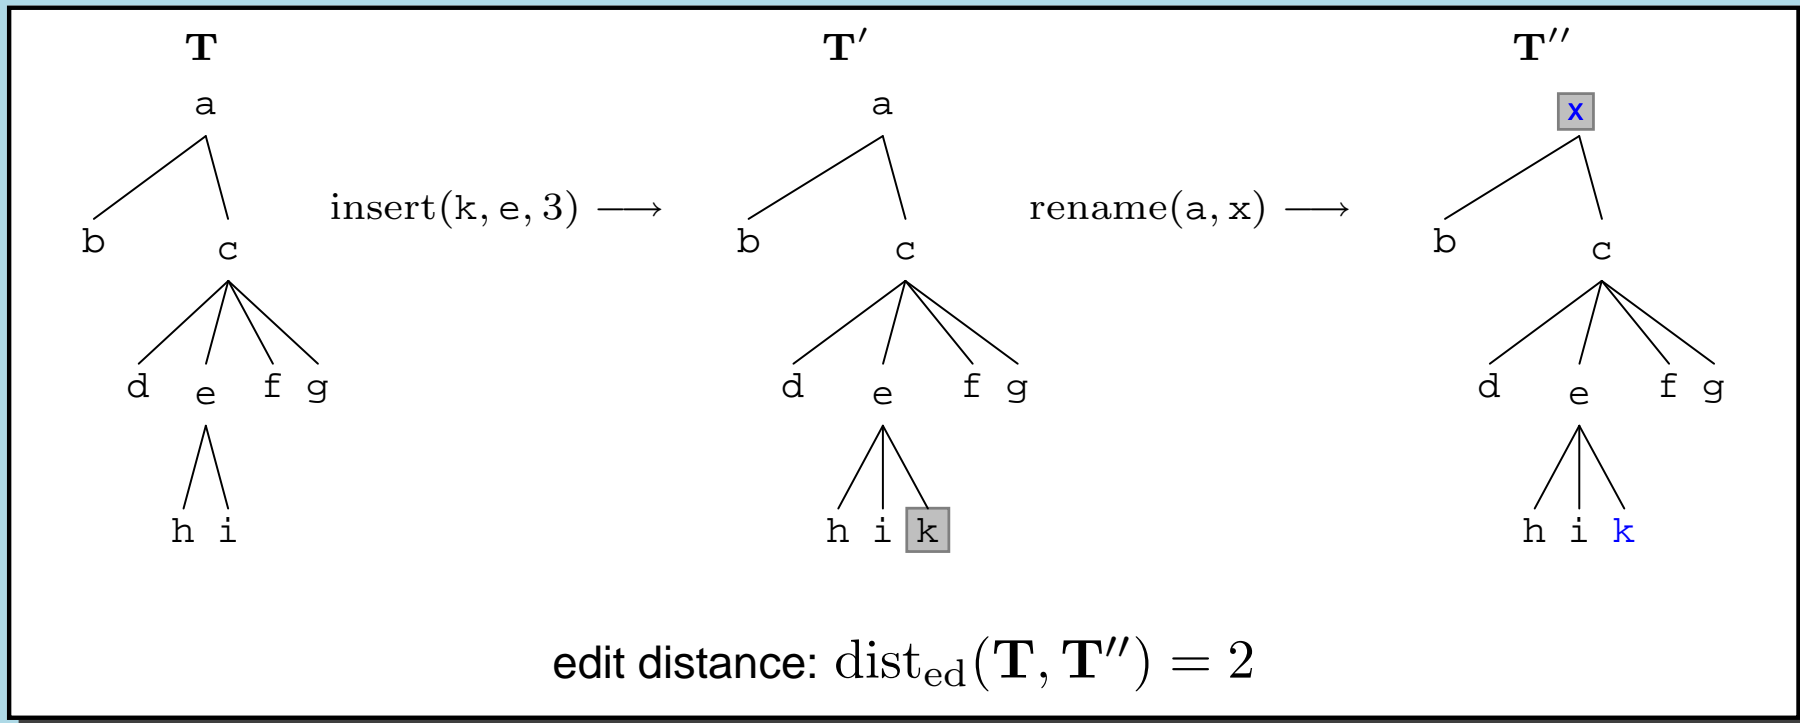 T T′ T′′
a a x
insert(k, e, 3) ⟶ rename(a, x) ⟶
b c b c b c
d e f g d e f g d e f g
h i h i k h i k
edit distance: dist_ed(T, T′′) = 2